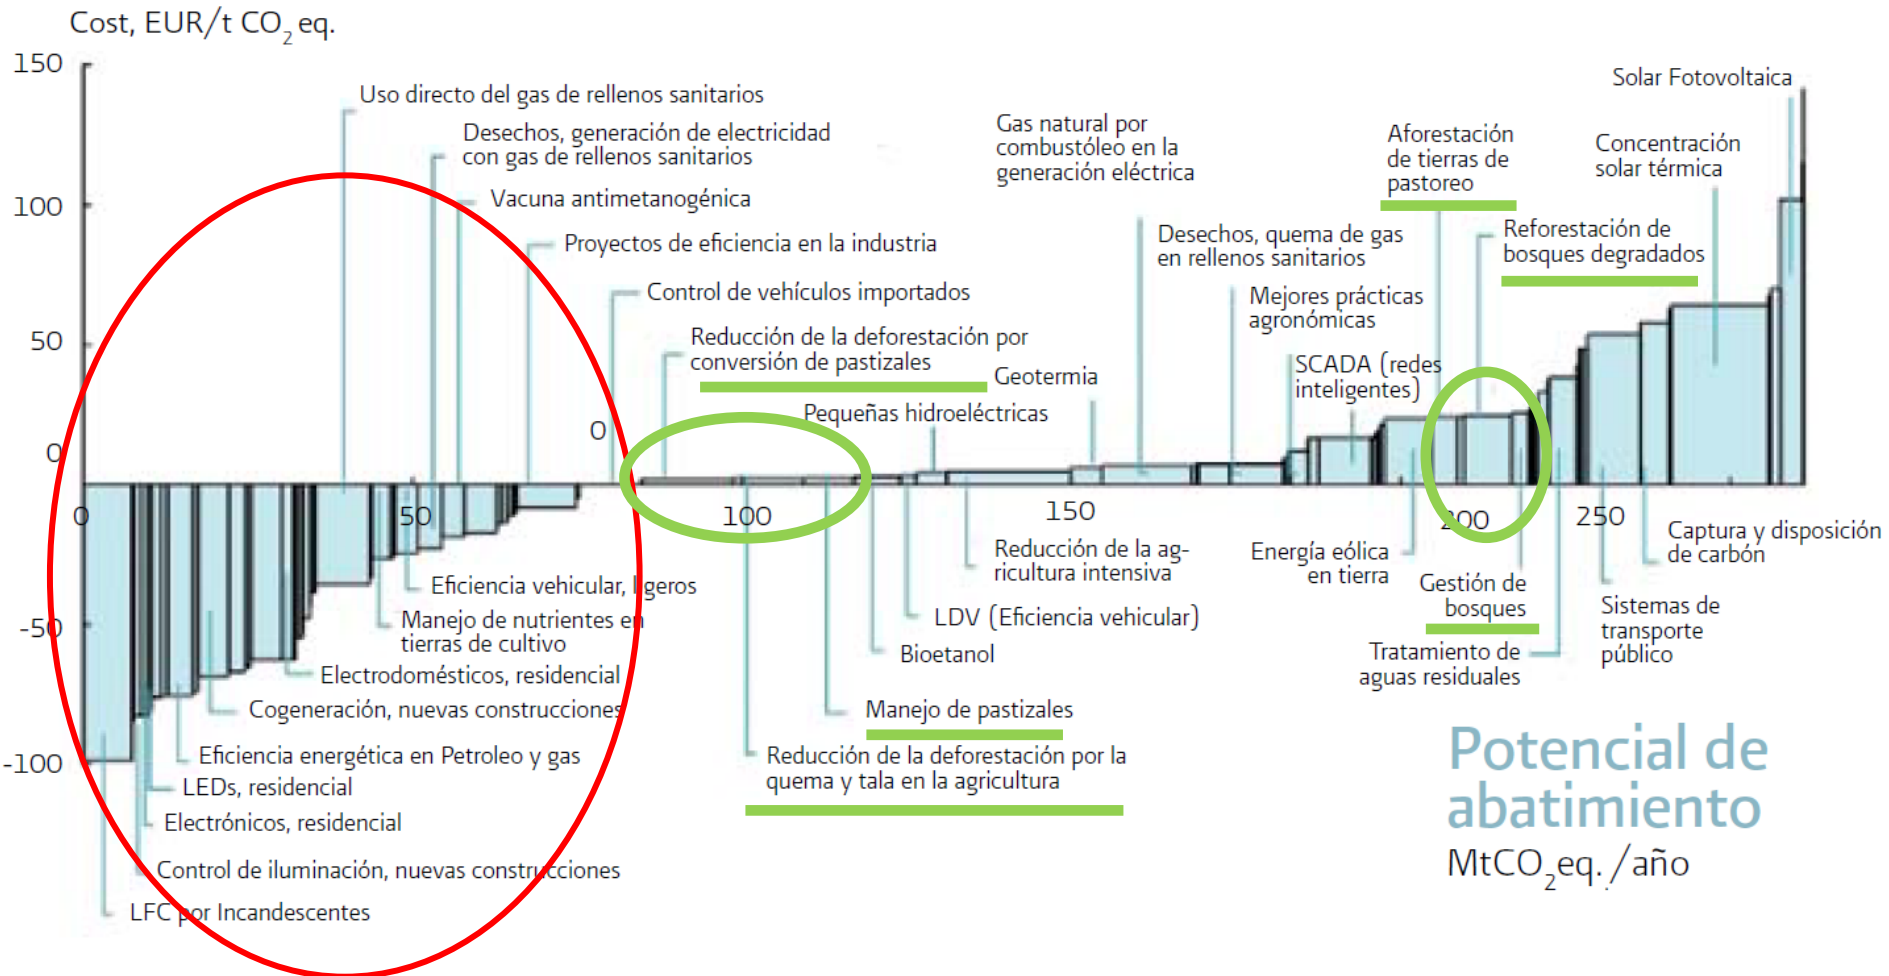 Cost, EUR/t CO2 eq.
150
100
50
0
-50
-100
Uso directo del gas de rellenos sanitarios
Desechos, generación de electricidad
con gas de rellenos sanitarios
Vacuna antimetanogénica
Proyectos de eficiencia en la industria
Control de vehículos importados
Reducción de la deforestación por
conversión de pastizales
Geotermia
Pequeñas hidroeléctricas
Gas natural por
combustóleo en la
generación eléctrica
Desechos, quema de gas
en rellenos sanitarios
Mejores prácticas
agronómicas
SCADA (redes
inteligentes)
Aforestación
de tierras de
pastoreo
Reforestación de
bosques degradados
Concentración
solar térmica
Solar Fotovoltaica
0
0
50
100
150
200
250
Eficiencia vehicular, ligeros
Manejo de nutrientes en
tierras de cultivo
Electrodomésticos, residencial
Cogeneración, nuevas construcciones
Eficiencia energética en Petroleo y gas
LEDs, residencial
Electrónicos, residencial
Control de iluminación, nuevas construcciones
LFC por Incandescentes
Reducción de la ag-
ricultura intensiva
LDV (Eficiencia vehicular)
Bioetanol
Manejo de pastizales
Reducción de la deforestación por la
quema y tala en la agricultura
Energía eólica
en tierra
Gestión de
bosques
Tratamiento de
aguas residuales
Sistemas de
transporte
público
Captura y disposición
de carbón
Potencial de
abatimiento
MtCO2eq./año